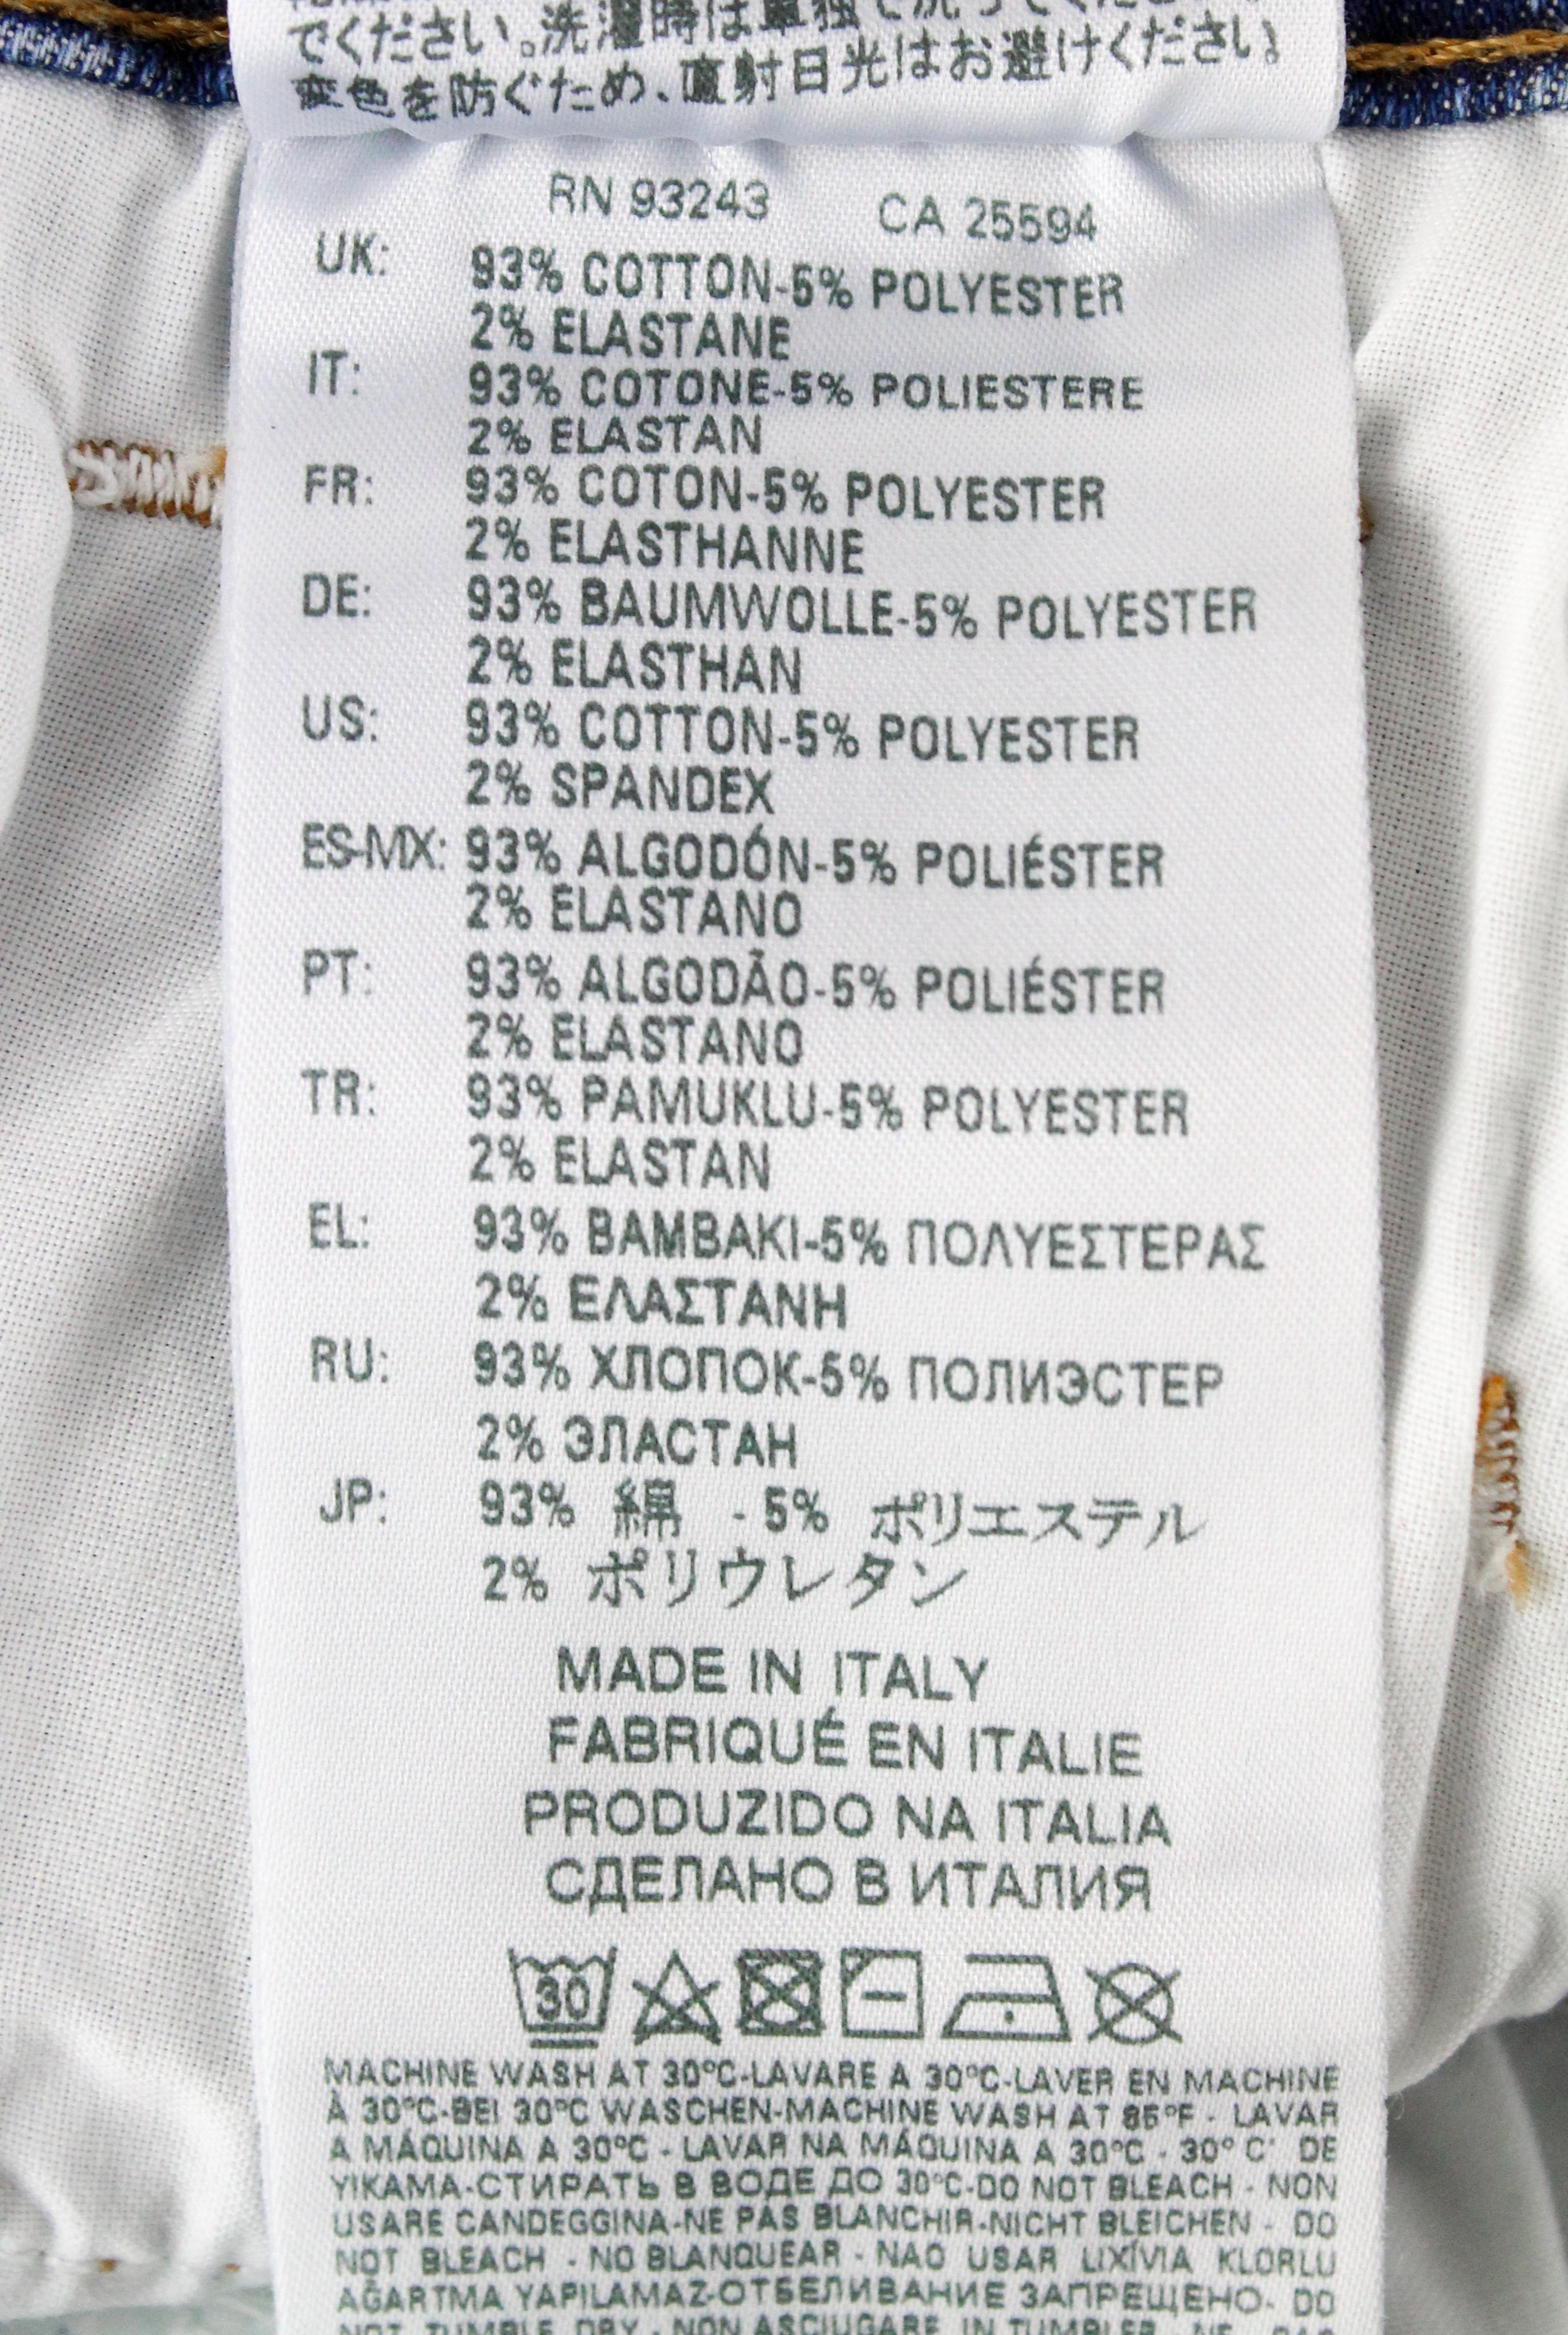 でください。洗濯時は単独で洗ってください。
変色を防ぐため、直射日光はお避けください。
RN 93243 CA 25594
UK: 93% COTTON-5% POLYESTER
2% ELASTANE
IT: 93% COTONE-5% POLIESTERE
2% ELASTAN
FR: 93% COTON-5% POLYESTER
2% ELASTHANNE
DE: 93% BAUMWOLLE-5% POLYESTER
2% ELASTHAN
US: 93% COTTON-5% POLYESTER
2% SPANDEX
ES-MX: 93% ALGODÓN-5% POLIÉSTER
2% ELASTANO
PT: 93% ALGODÃO-5% POLIÉSTER
2% ELASTANO
TR: 93% PAMUKLU-5% POLYESTER
2% ELASTAN
EL: 93% BAMBAKI-5% ΠΟΛΥΕΣΤΕΡΑΣ
2% ΕΛΑΣΤΑΝΗ
RU: 93% ХЛОПОК-5% ПОЛИЭСТЕР
2% ЭЛАСТАН
JP: 93% 綿 - 5% ポリエステル
2% ポリウレタン
MADE IN ITALY
FABRIQUÉ EN ITALIE
PRODUZIDO NA ITALIA
СДЕЛАНО В ИТАЛИЯ
30
MACHINE WASH AT 30°C-LAVARE A 30°C-LAVER EN MACHINE
À 30°C-BEI 30°C WASCHEN-MACHINE WASH AT 85°F - LAVAR
A MÁQUINA A 30°C - LAVAR NA MÁQUINA A 30°C - 30° C' DE
YIKAMA-СТИРАТЬ В ВОДЕ ДО 30°C-DO NOT BLEACH - NON
USARE CANDEGGINA-NE PAS BLANCHIR-NICHT BLEICHEN - DO
NOT BLEACH - NO BLANQUEAR - NAO USAR LIXÍVIA KLORLU
AĞARTMA YAPILAMAZ-ОТБЕЛИВАНИЕ ЗАПРЕЩЕНО- DO
NOT TUMBLE DRY - NON ASCIUGARE IN TUMBLER - NE PAS